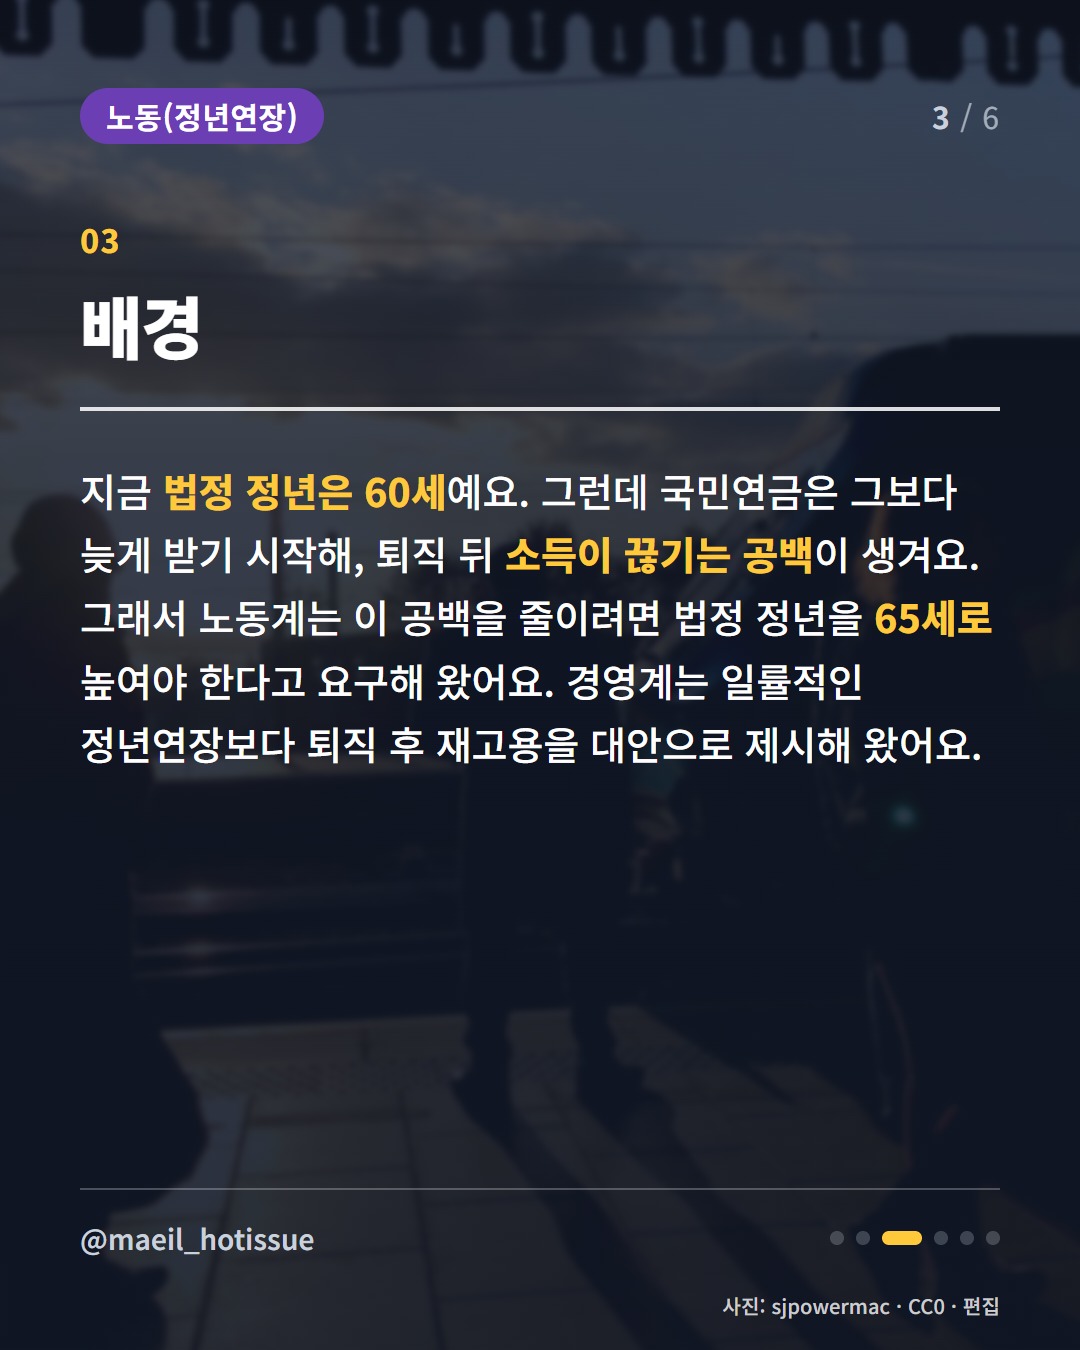 노동(정년연장)
3 / 6
03
배경
지금 법정 정년은 60세예요. 그런데 국민연금은 그보다
늦게 받기 시작해, 퇴직 뒤 소득이 끊기는 공백이 생겨요.
그래서 노동계는 이 공백을 줄이려면 법정 정년을 65세로
높여야 한다고 요구해 왔어요. 경영계는 일률적인
정년연장보다 퇴직 후 재고용을 대안으로 제시해 왔어요.
@maeil_hotissue
사진: sjpowermac · CC0 · 편집